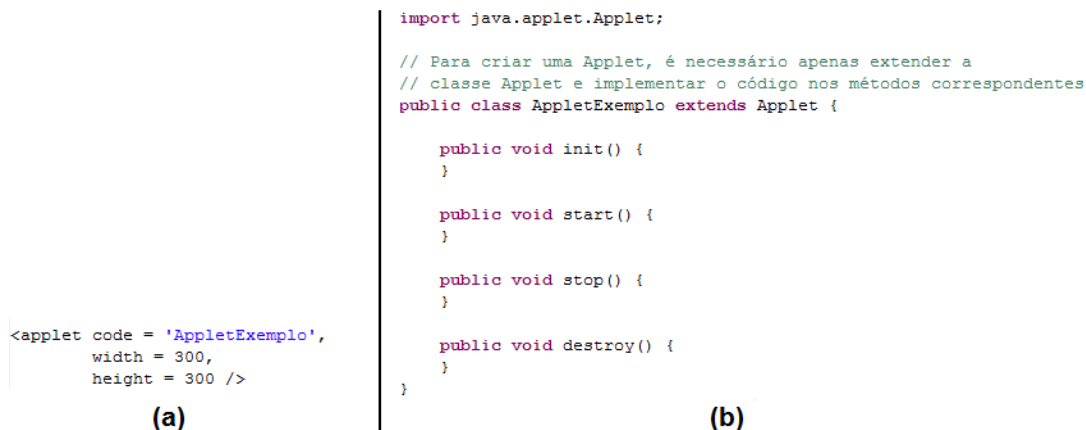 <applet code = 'AppletExemplo',
width = 300,
height = 300 />
(a)
import java.applet.Applet;
// Para criar uma Applet, é necessário apenas extender a
// classe Applet e implementar o código nos métodos correspondentes
public class AppletExemplo extends Applet {
public void init() {
}
public void start() {
}
public void stop() {
}
public void destroy() {
}
}
(b)